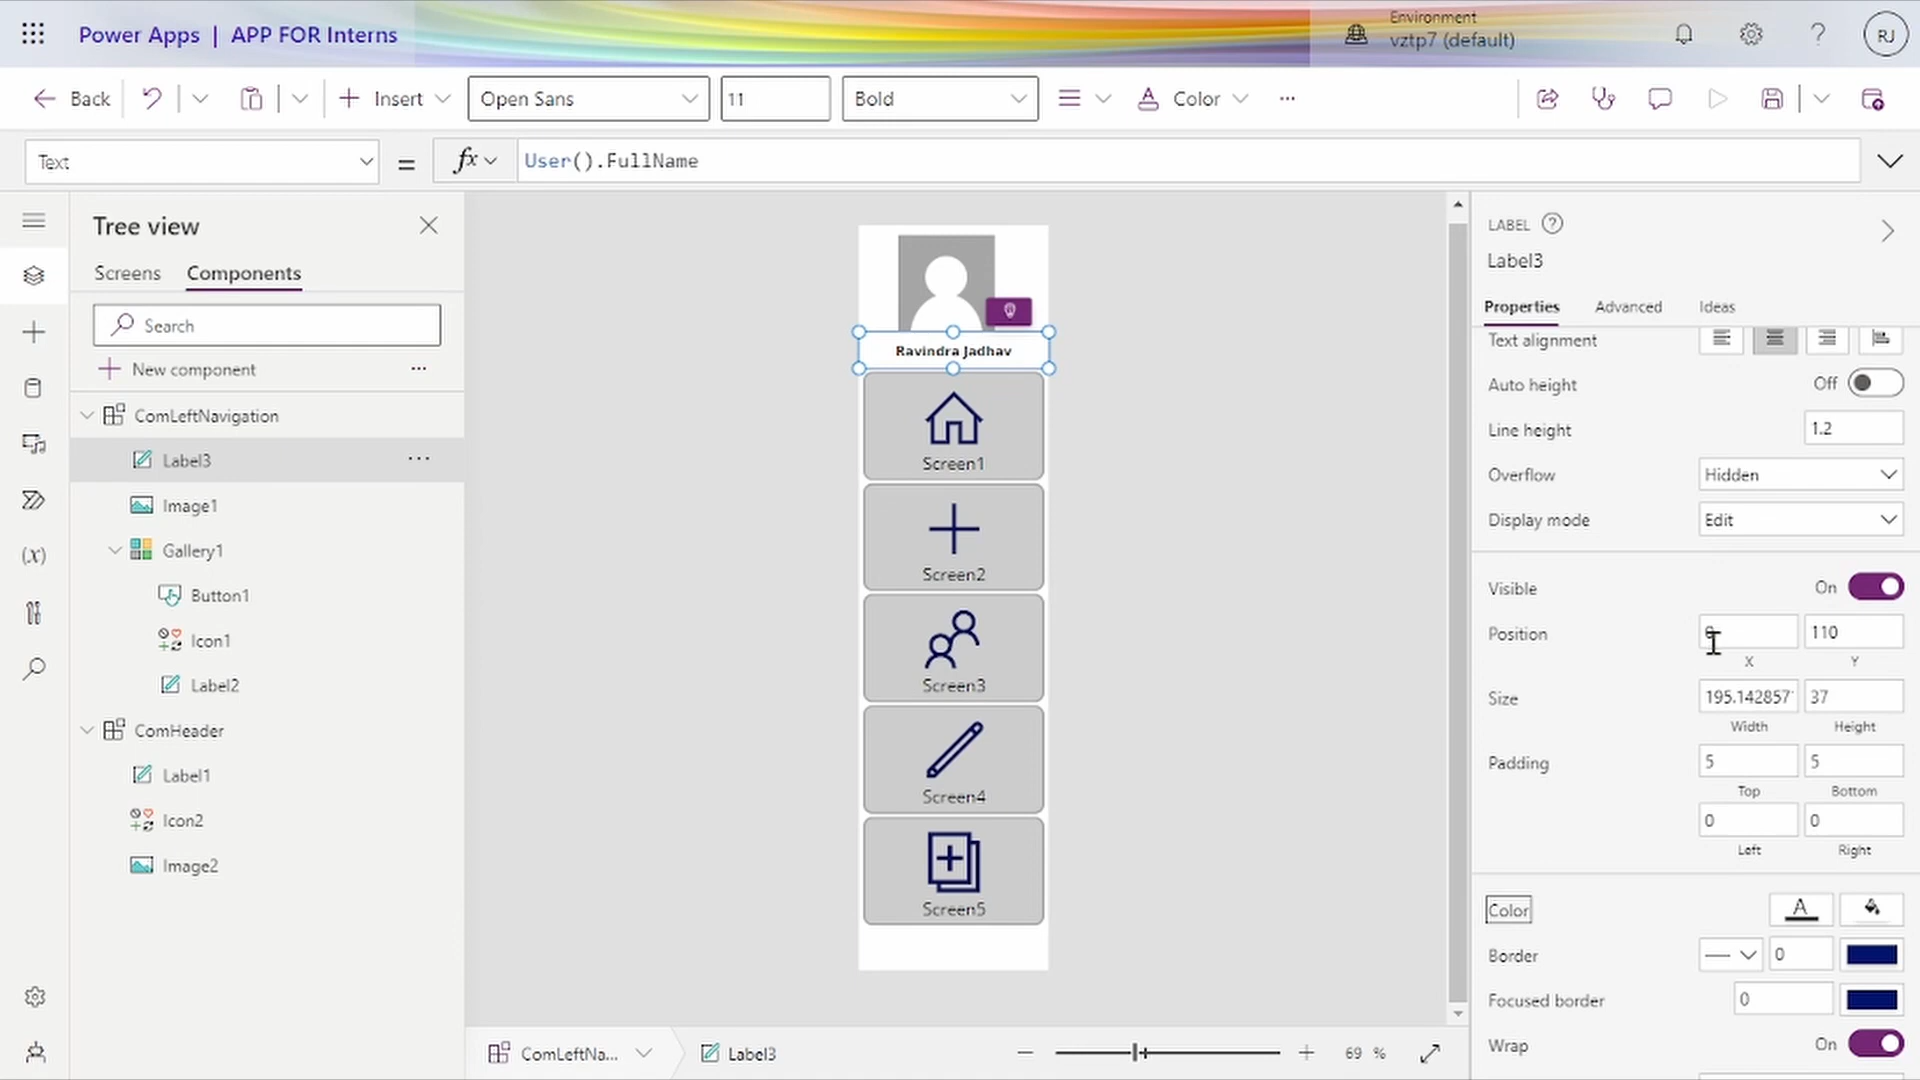 Power Apps | APP FOR Interns
Environment
vztp7 (default)
RJ
Back
Insert
Open Sans
11
Bold
Color
Text
=
fx
User().FullName
Tree view
Screens
Components
Search
New component
ComLeftNavigation
Label3
Image1
Gallery1
Button1
Icon1
Label2
ComHeader
Label1
Icon2
Image2
Ravindra Jadhav
Screen1
Screen2
Screen3
Screen4
Screen5
ComLeftNa...
Label3
69 %
LABEL
Label3
Properties
Advanced
Ideas
Text alignment
Auto height Off
Line height 1.2
Overflow Hidden
Display mode Edit
Visible On
Position 110
X Y
Size 195.142857 37
Width Height
Padding 5 5
Top Bottom
0 0
Left Right
Color A
Border 0
Focused border 0
Wrap On